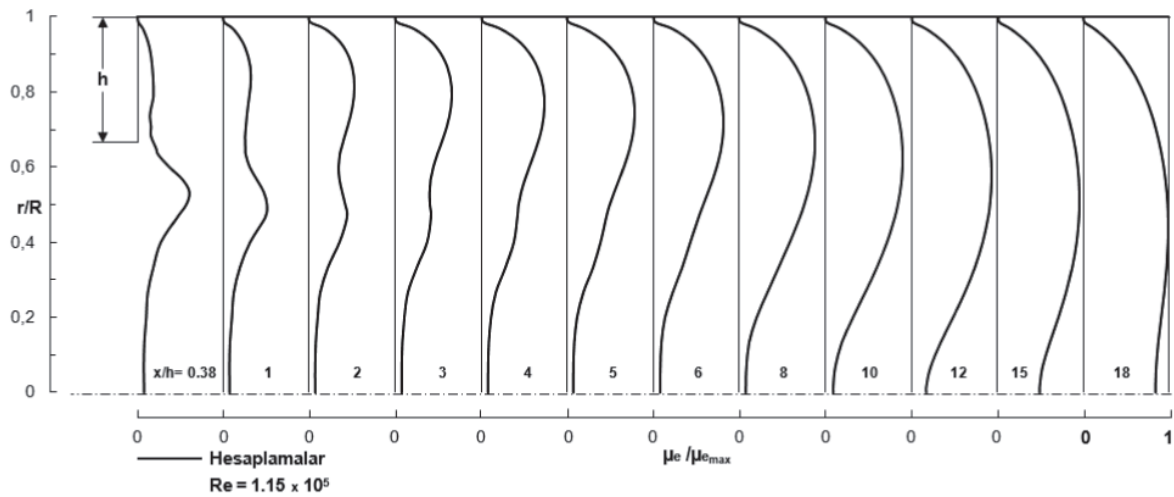 1
h
0,8
0,6
r/R
0,4
0,2
0
x/h= 0.38 1 2 3 4 5 6 8 10 12 15 18
0 0 0 0 0 0 0 0 0 0 0 0 1
µe /µemax
Hesaplamalar
Re = 1.15 x 10⁵